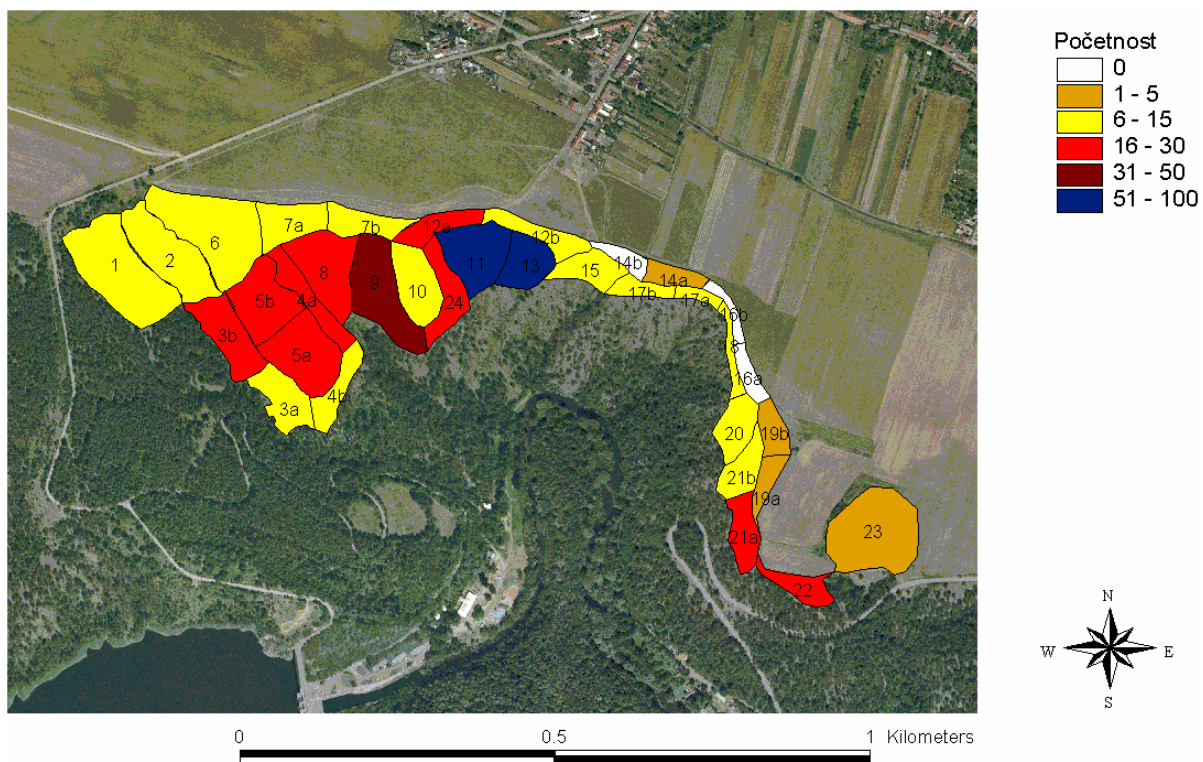 Početnost
0
1 - 5
6 - 15
16 - 30
31 - 50
51 - 100
7a
7b
12a
12b
6
1
2
8
9
10
11
13
14b
15
14a
5b
4a
24
17b
17a
16b
3b
5a
8
16a
3a
4b
20
19b
21b
19a
21a
23
22
N
W E
S
0 0.5 1 Kilometers